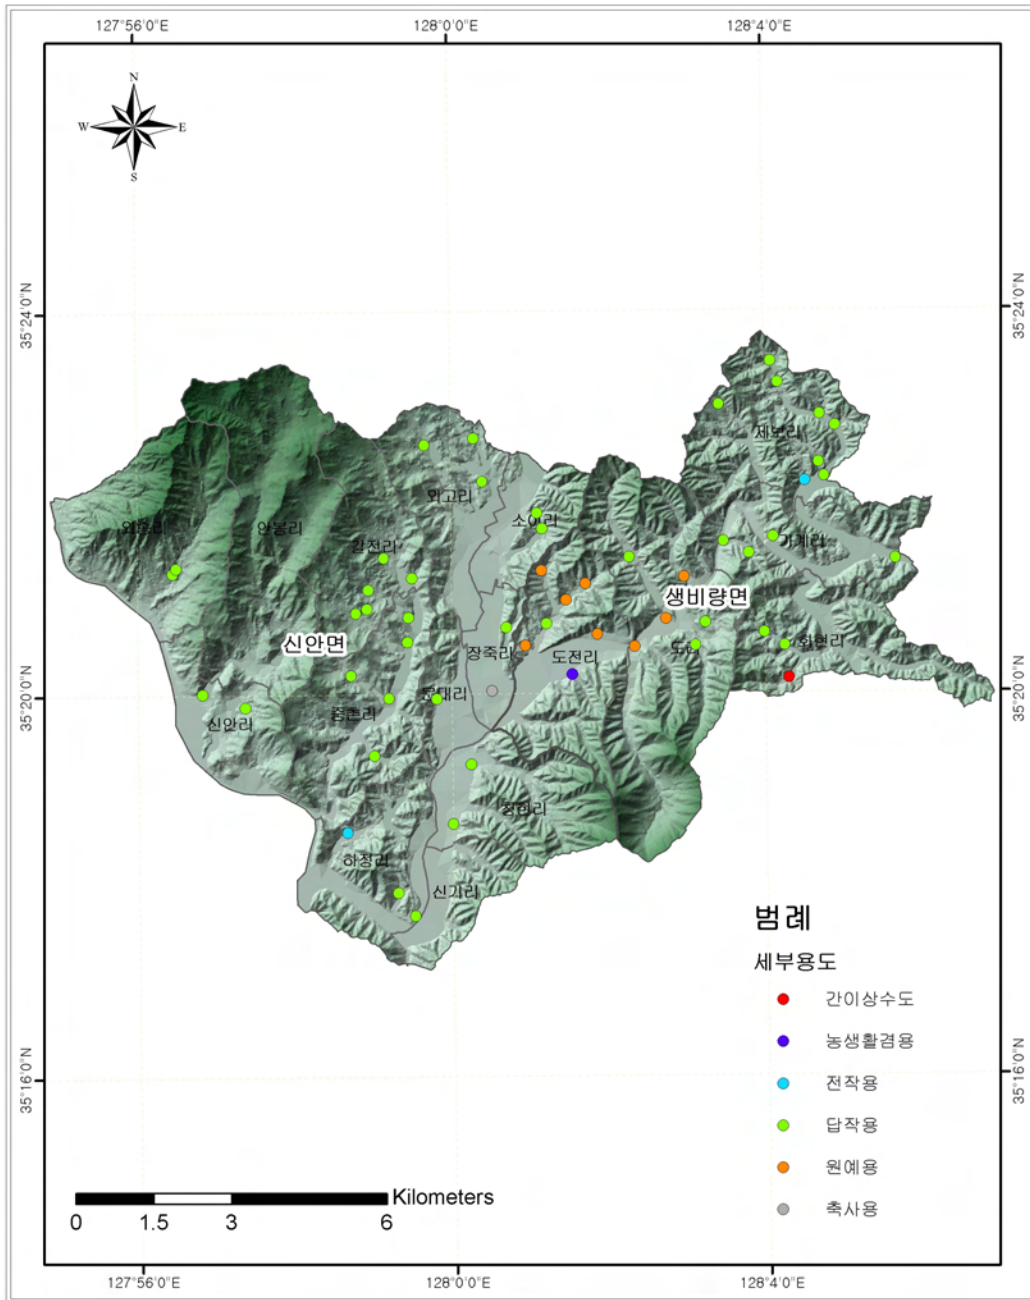 127°56'0"E 128°0'0"E 128°4'0"E
N
W E
S
35°24'0"N 35°24'0"N
제보리
외고리
소이리
외송리 안봉리
갈전리 가계리
생비량면
신안면 화현리
장죽리 도전리 도리
35°20'0"N 35°20'0"N
문대리
중촌리
신안리
청현리
하정리
신기리
범례
세부용도
간이상수도
농생활겸용
전작용
35°16'0"N 35°16'0"N
답작용
원예용
Kilometers
축사용
0 1.5 3 6
127°56'0"E 128°0'0"E 128°4'0"E